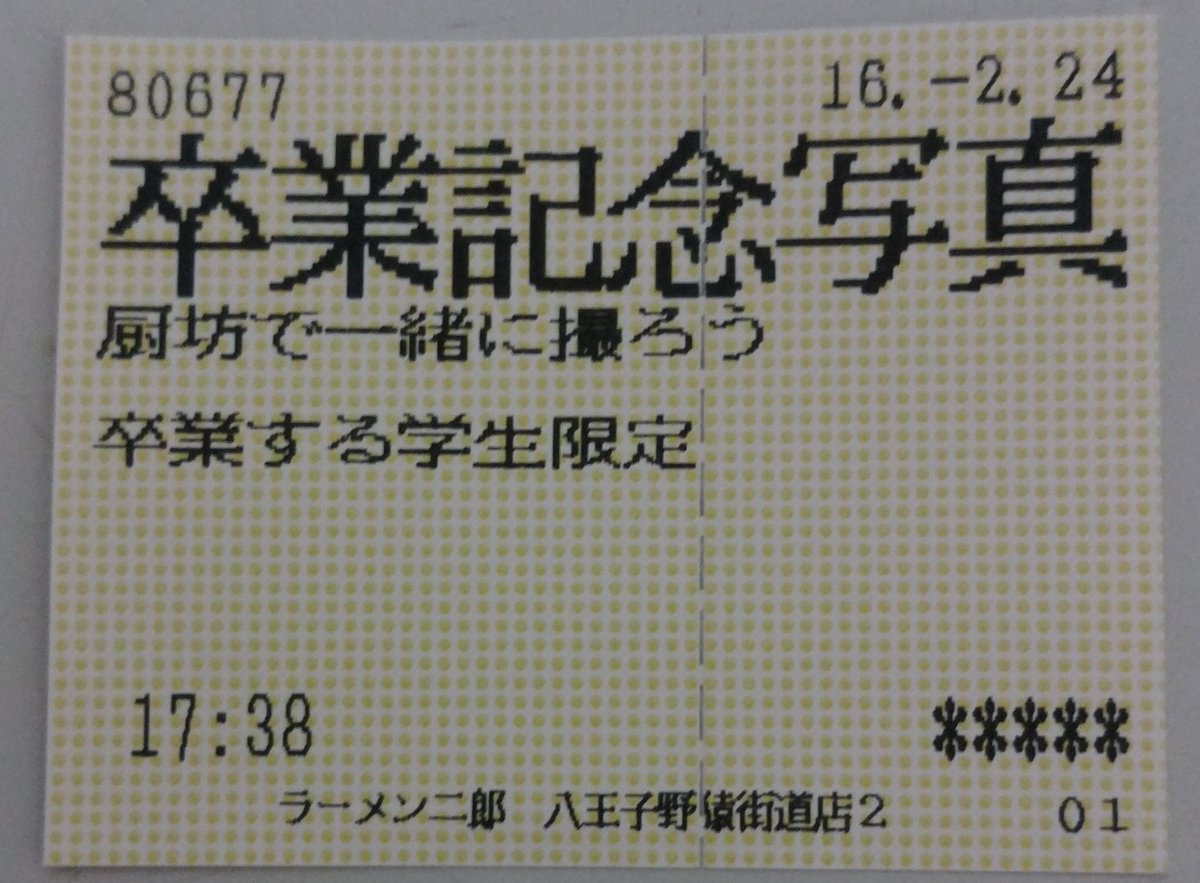 80677 16.-2.24
卒業記念写真
厨坊で一緒に撮ろう
卒業する学生限定
17:38 *****
ラーメン二郎 八王子野猿街道店2 01